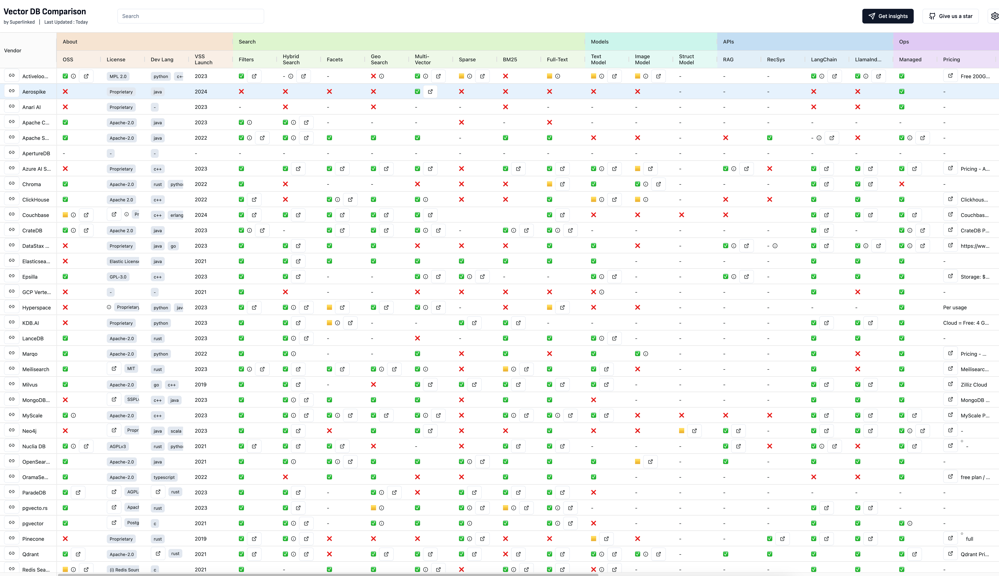 Vector DB Comparison
by Superlinked | Last Updated : Today
Search
Get insights
Give us a star
Vendor
About Search Models APIs Ops
OSS License Dev Lang VSS Launch Filters Hybrid Search Facets Geo Search Multi-Vector Sparse BM25 Full-Text Text Model Image Model Struct Model RAG RecSys LangChain LlamaInd... Managed Pricing
Activeloo... ✅ MPL 2.0 python c+ 2023 ✅ - - ❌ ✅ 🟨 ❌ 🟨 🟨 🟨 - - - ✅ ✅ ✅ Free 200G...
Aerospike ❌ Proprietary java 2024 ❌ ❌ ❌ ❌ ✅ ❌ ❌ ❌ ❌ ❌ - - - ❌ ❌ ✅ -
Anari AI ❌ Proprietary - 2023 - ❌ - ❌ - - ❌ - - - - - - ❌ ❌ ✅ -
Apache C... ✅ Apache-2.0 java 2023 ✅ ✅ - - - ❌ - ❌ - - - - - - - - -
Apache S... ✅ Apache-2.0 java 2022 ✅ ✅ ✅ ✅ ✅ - ✅ ✅ ❌ ❌ - ❌ ✅ - ❌ ✅ -
ApertureDB - - - - - - - - - - - - - - - - - - - - -
Azure AI S... ❌ Proprietary c++ 2023 ✅ ✅ ✅ ✅ ✅ ❌ ✅ ✅ ✅ 🟨 - ✅ ❌ ✅ ✅ ✅ Pricing - A...
Chroma ✅ Apache-2.0 rust pytho 2022 ✅ ❌ - - ❌ ❌ ❌ 🟨 ✅ ✅ - - - ✅ ✅ ❌ -
ClickHouse ✅ Apache 2.0 c++ 2022 ✅ ❌ ✅ ✅ ✅ ❌ ❌ ✅ 🟨 🟨 - ❌ ❌ ✅ ✅ ✅ Clickhous...
Couchbase 🟨 Pr c++ erlang 2024 ✅ ✅ ✅ ✅ ✅ ✅ ❌ ❌ ❌ ❌ ✅ ✅ ✅ Couchbas...
CrateDB ✅ Apache 2.0 java 2023 ✅ - ✅ ✅ ✅ - ✅ ✅ - - - - - ✅ - ✅ CrateDB P...
DataStax ... ❌ Proprietary java go 2023 ✅ ✅ ✅ ✅ ❌ ❌ ❌ ✅ ✅ ❌ - ✅ - ✅ ✅ ✅ https://ww...
Elasticsea... ❌ Elastic License java 2021 ✅ ✅ ✅ ✅ ✅ ✅ ✅ ✅ ✅ - - - - ✅ ✅ ✅ -
Epsilla ✅ GPL-3.0 c++ 2023 ✅ ✅ - - ✅ ✅ - - ✅ - - ✅ - ✅ ✅ ✅ Storage: $...
GCP Verte... ❌ - - 2021 ✅ ❌ - - ❌ ❌ ❌ ❌ ❌ - - - - ✅ ❌ ✅ -
Hyperspace ❌ Proprietary python jav 2023 ✅ ✅ 🟨 ✅ ✅ - ❌ 🟨 ❌ ❌ - - - - - ✅ Per usage
KDB.AI ❌ Proprietary python 2023 ✅ ✅ 🟨 - - ✅ ✅ - - - - - - ✅ ✅ ✅ Cloud = Free: 4 G...
LanceDB ✅ Apache-2.0 rust 2023 ✅ ✅ - - ❌ - ✅ ✅ ✅ - - - - ✅ ✅ ✅ -
Marqo ✅ Apache-2.0 python 2022 ✅ ✅ - - ✅ ❌ ✅ ❌ ✅ ✅ - - - ✅ ❌ ✅ Pricing - ...
Meilisearch ✅ MIT rust 2023 ✅ ✅ ✅ ✅ ✅ ❌ 🟨 ✅ ✅ ❌ - - - ✅ ❌ ✅ Meilisearc...
Milvus ✅ Apache-2.0 go c++ 2019 ✅ ✅ - ❌ ✅ ✅ ✅ ✅ ✅ - - - - ✅ ✅ ✅ Zilliz Cloud
MongoDB... ❌ SSPLv c++ java 2023 ✅ ✅ ✅ ✅ ✅ ❌ ✅ ✅ ❌ - - - - ✅ ✅ ✅ MongoDB ...
MyScale ✅ Apache-2.0 c++ 2023 ✅ ✅ ✅ ✅ ✅ ❌ ✅ ✅ ✅ ❌ ❌ ❌ ❌ ✅ ✅ ✅ MyScale P...
Neo4j ❌ Propr java scala 2023 ✅ ✅ ❌ ✅ ✅ ❌ ❌ ✅ ❌ ❌ 🟨 ✅ - ✅ ✅ ✅ -
Nuclia DB ✅ AGPLv3 rust pytho 2021 ✅ ✅ ✅ ❌ - ❌ ✅ ✅ - - - ✅ ❌ ✅ ❌ ✅ -
OpenSear... ✅ Apache-2.0 java 2021 ✅ ✅ ✅ ✅ ✅ ✅ ✅ ✅ ✅ 🟨 - ✅ - ✅ ✅ ✅ -
OramaSe... ✅ Apache-2.0 typescript 2022 ✅ ❌ ✅ ✅ ❌ ❌ ✅ ✅ ✅ - - - - ❌ ❌ ✅ free plan / ...
ParadeDB ✅ AGPL- rust 2023 ✅ ✅ - ✅ ❌ ✅ ✅ ✅ ❌ - - - - - - - -
pgvecto.rs ✅ Apach rust 2023 ✅ ✅ - 🟨 ✅ ✅ 🟨 ✅ - - - - - ✅ ✅ - -
pgvector ✅ Postg c 2021 ✅ ✅ - ✅ ✅ ✅ ✅ ✅ ❌ - - - - ✅ ✅ ✅ -
Pinecone ❌ Proprietary rust 2019 ✅ ✅ ❌ ❌ ❌ ✅ ❌ ❌ 🟨 ❌ - - ✅ ✅ ✅ ✅ full
Qdrant ✅ Apache-2.0 rust 2021 ✅ ✅ ❌ ✅ ✅ ✅ ❌ ✅ ✅ ✅ - ✅ ✅ ✅ ✅ ✅ Qdrant Pri...
Redis Sea... 🟨 (i) Redis Sourc c 2021 ✅ - ✅ ✅ ✅ ❌ ✅ ✅ ❌ - - - - ✅ ✅ ✅ -